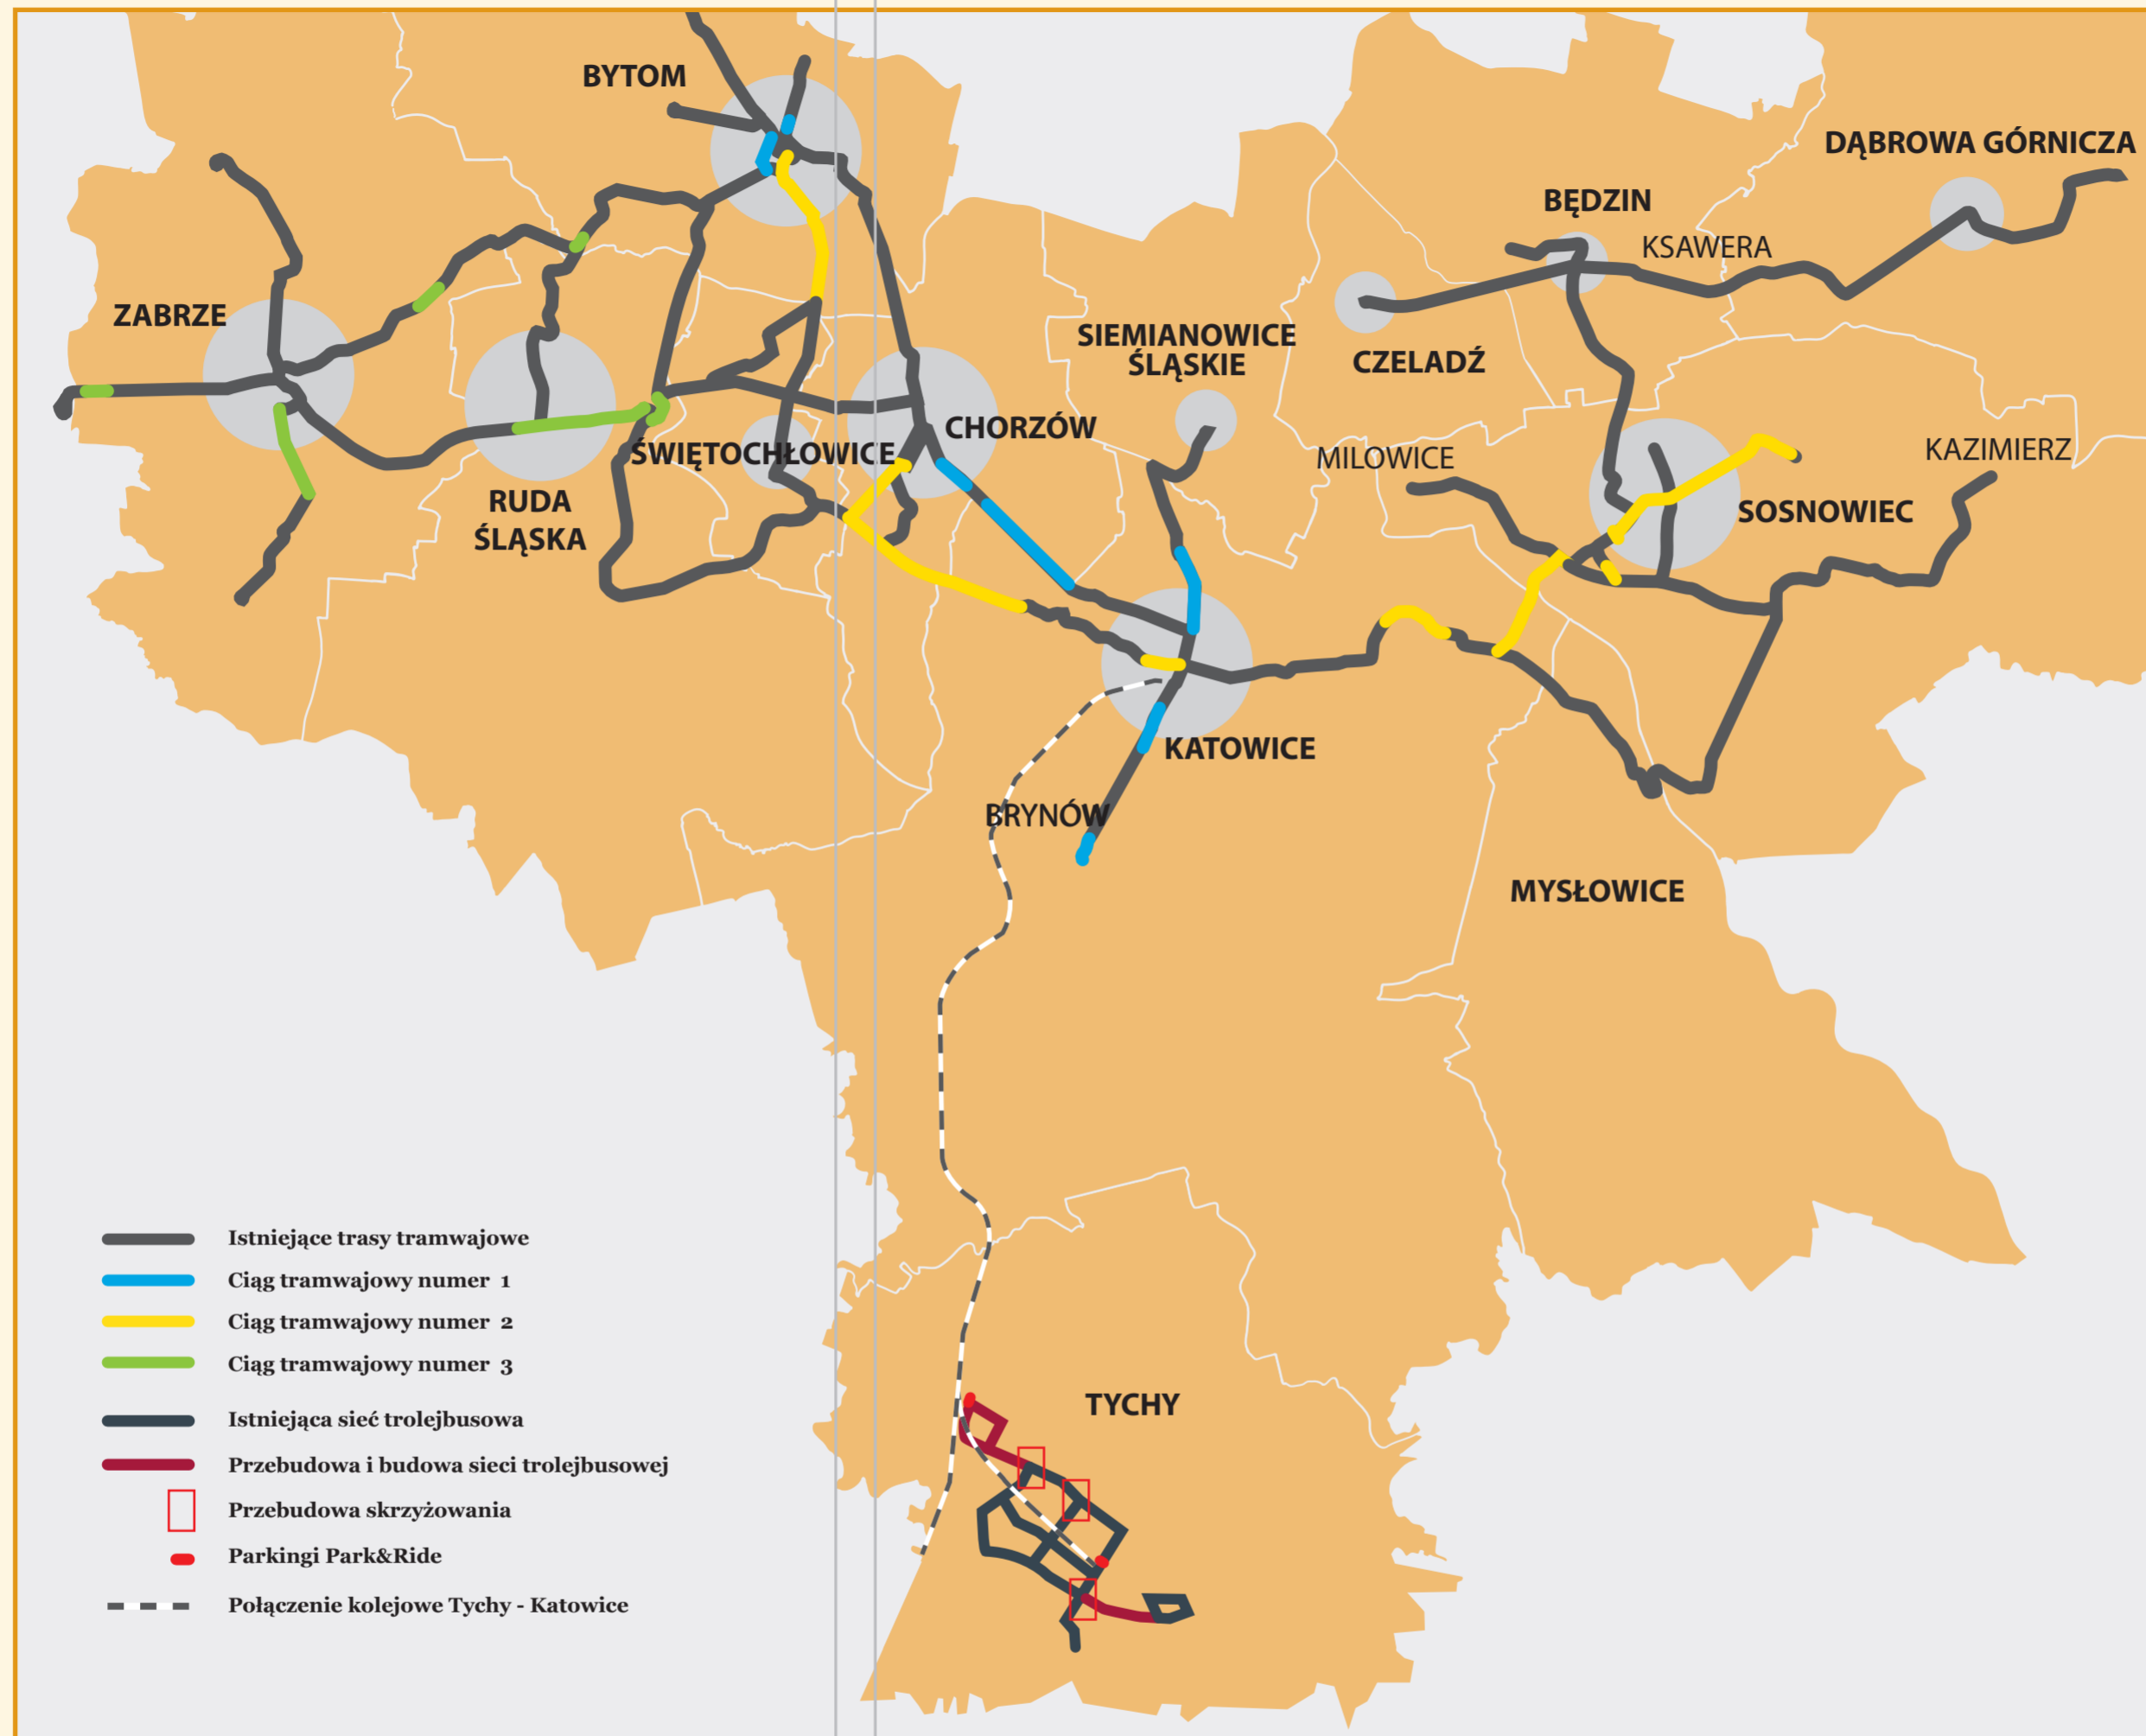 BYTOM
DĄBROWA GÓRNICZA
BĘDZIN
KSAWERA
ZABRZE
SIEMIANOWICE
ŚLĄSKIE
CZELADŹ
CHORZÓW
ŚWIĘTOCHŁOWICE
MILOWICE
KAZIMIERZ
RUDA
ŚLĄSKA
SOSNOWIEC
KATOWICE
BRYNÓW
MYSŁOWICE
TYCHY
Istniejące trasy tramwajowe
Ciąg tramwajowy numer 1
Ciąg tramwajowy numer 2
Ciąg tramwajowy numer 3
Istniejąca sieć trolejbusowa
Przebudowa i budowa sieci trolejbusowej
Przebudowa skrzyżowania
Parkingi Park&Ride
Połączenie kolejowe Tychy - Katowice